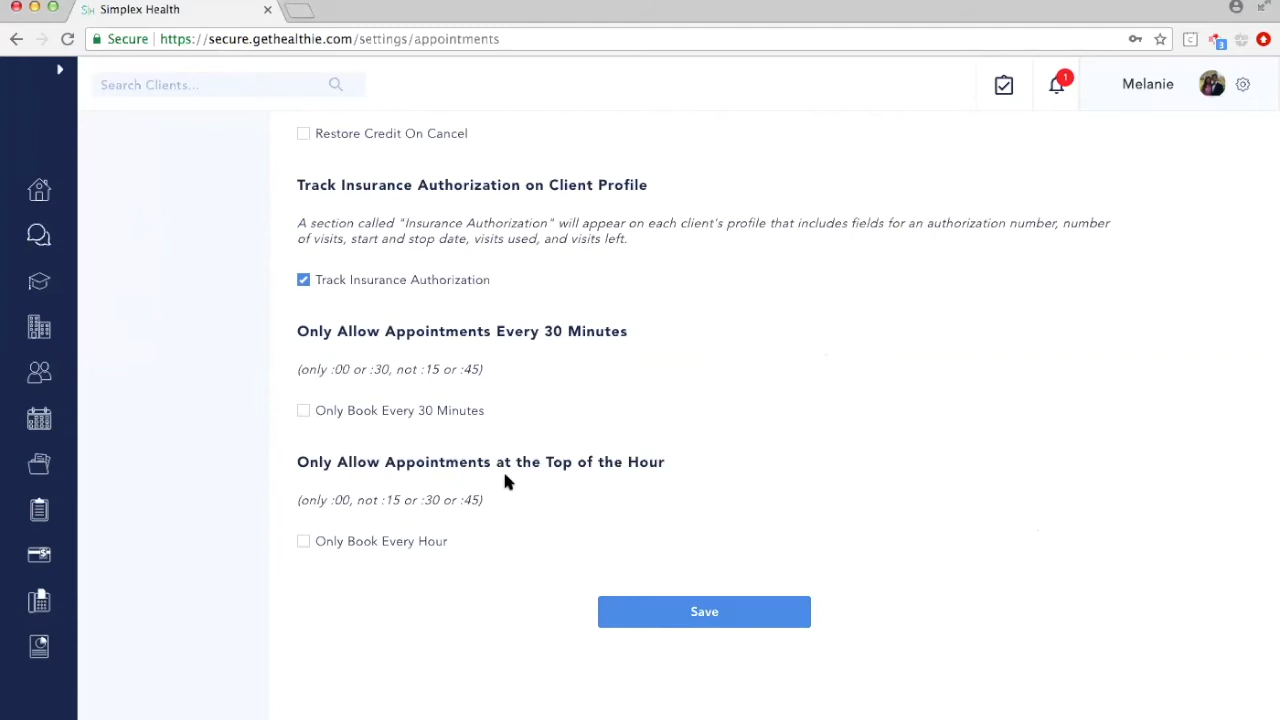 Simplex Health
Secure | https://secure.gethealthie.com/settings/appointments
3
Search Clients...
1
Melanie
Restore Credit On Cancel
Track Insurance Authorization on Client Profile
A section called "Insurance Authorization" will appear on each client's profile that includes fields for an authorization number, number
of visits, start and stop date, visits used, and visits left.
Track Insurance Authorization
Only Allow Appointments Every 30 Minutes
(only :00 or :30, not :15 or :45)
Only Book Every 30 Minutes
Only Allow Appointments at the Top of the Hour
(only :00, not :15 or :30 or :45)
Only Book Every Hour
Save